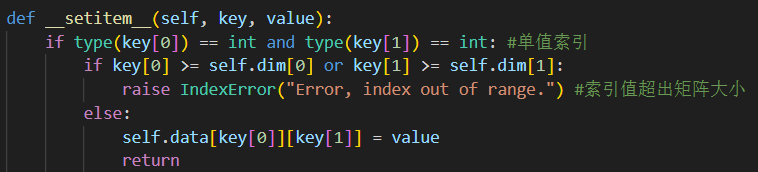 def __setitem__(self, key, value):
    if type(key[0]) == int and type(key[1]) == int: #单值索引
        if key[0] >= self.dim[0] or key[1] >= self.dim[1]:
            raise IndexError("Error, index out of range.") #索引值超出矩阵大小
        else:
            self.data[key[0]][key[1]] = value
            return